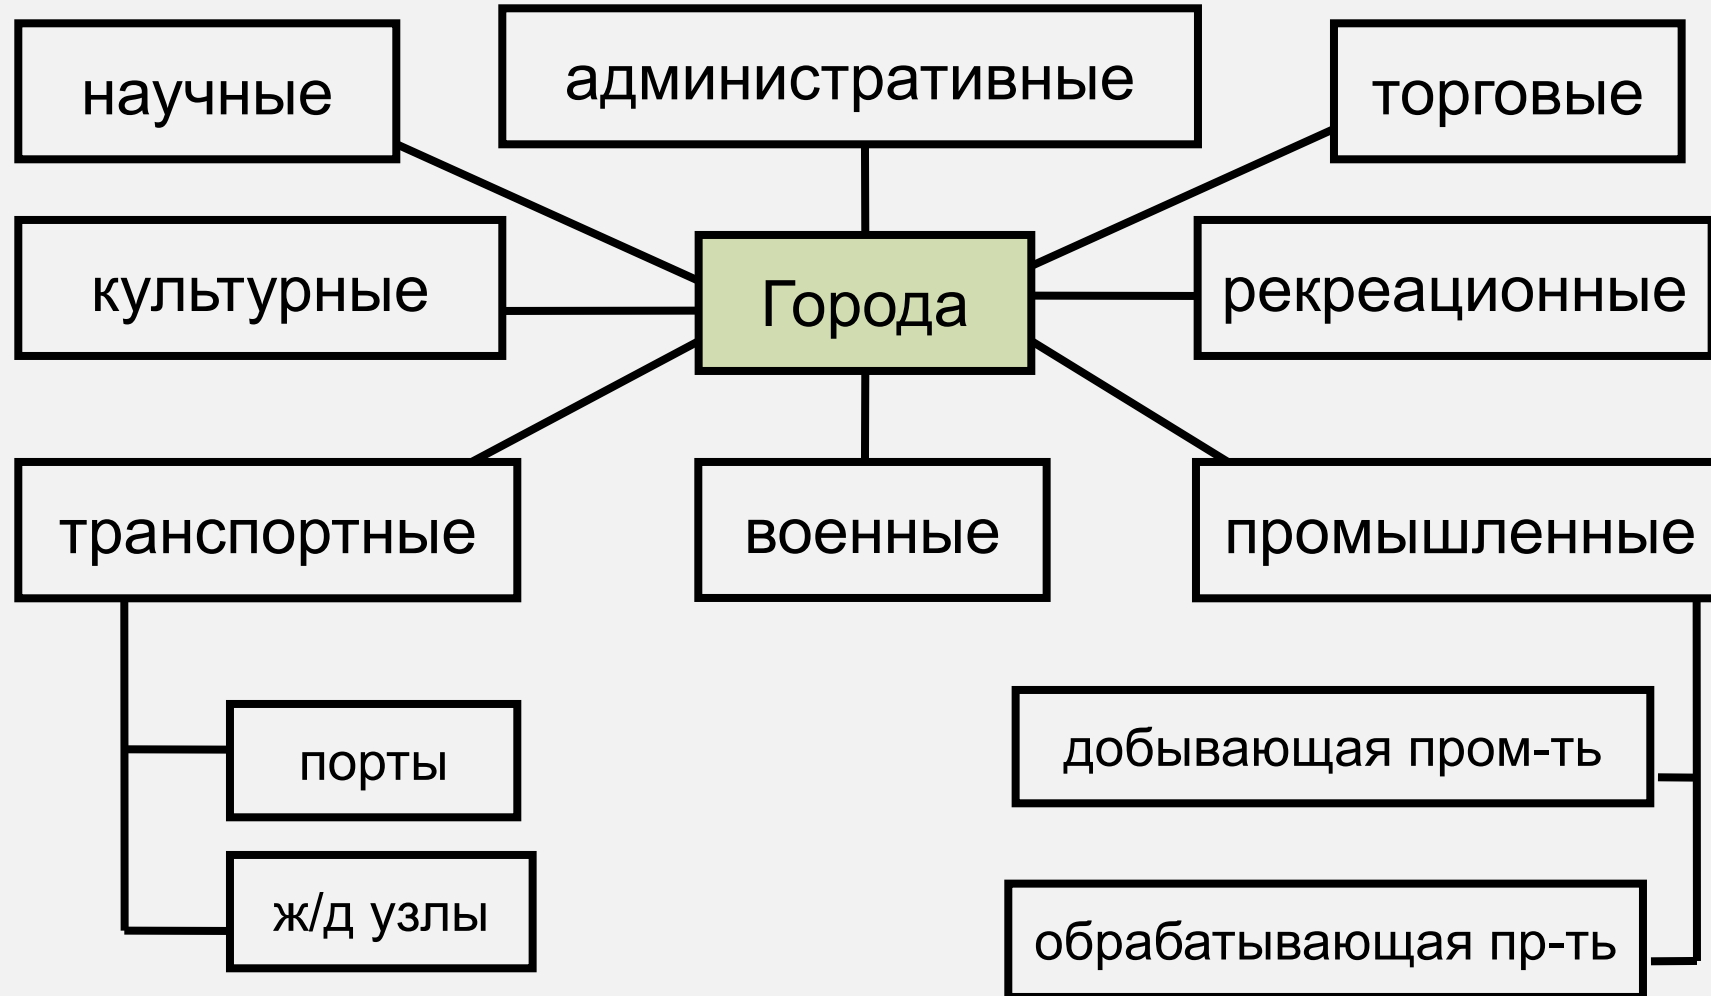 научные
административные
торговые
культурные
Города
рекреационные
транспортные
военные
промышленные
порты
добывающая пром-ть
ж/д узлы
обрабатывающая пр-ть